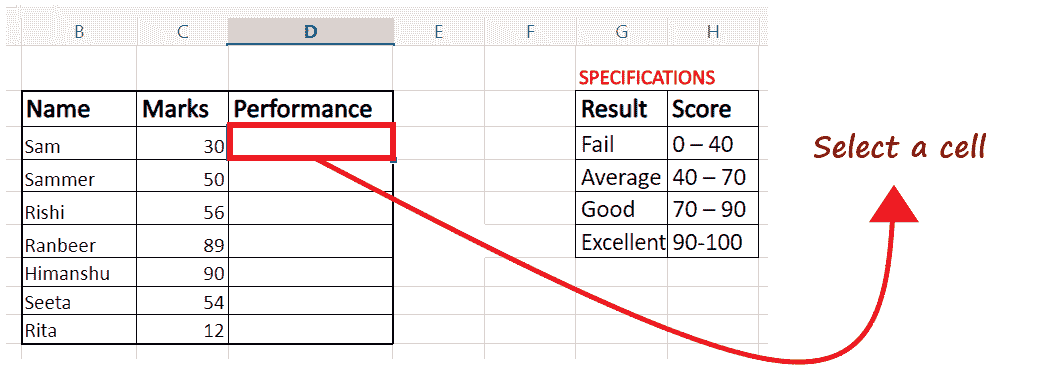 B C D E F G H
SPECIFICATIONS
Name Marks Performance
Sam 30
Sammer 50
Rishi 56
Ranbeer 89
Himanshu 90
Seeta 54
Rita 12
Result Score
Fail 0 – 40
Average 40 – 70
Good 70 – 90
Excellent 90-100
Select a cell